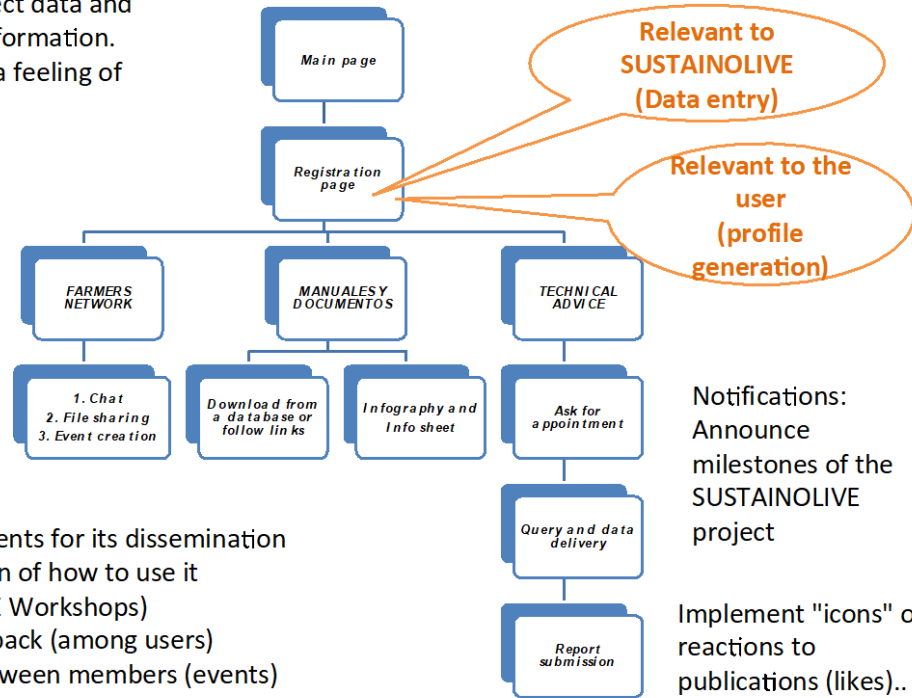 ect data and
formation.
a feeling of
Main page
Relevant to
SUSTAINOLIVE
(Data entry)
Registration
page
Relevant to the
user
(profile
generation)
FARMERS
NETWORK
MANUALES Y
DOCUMENTOS
TECHNICAL
ADVICE
1. Chat
2. File sharing
3. Event creation
Download from
a database or
follow links
Infography and
Info sheet
Ask for
appointment
Query and data
delivery
Report
submission
Notifications:
Announce
milestones of the
SUSTAINOLIVE
project
ents for its dissemination
n of how to use it
E Workshops)
back (among users)
ween members (events)
Implement "icons" o
reactions to
publications (likes)..